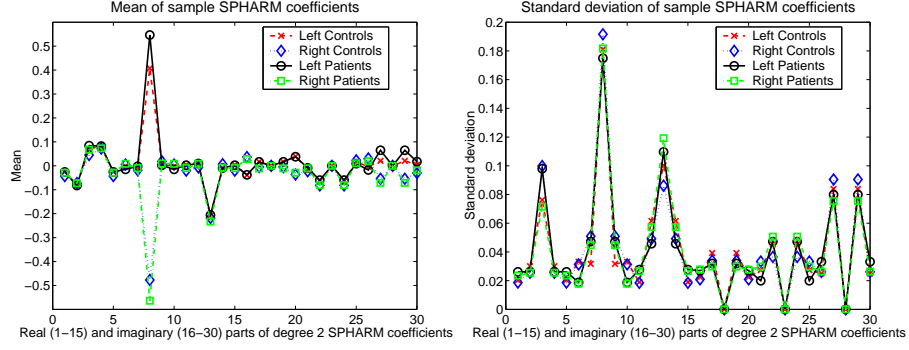 Mean of sample SPHARM coefficients
0.5
0.4
0.3
0.2
0.1
0
-0.1
-0.2
-0.3
-0.4
-0.5
Mean
Left Controls
Right Controls
Left Patients
Right Patients
0 5 10 15 20 25 30
Real (1–15) and imaginary (16–30) parts of degree 2 SPHARM coefficients
Standard deviation of sample SPHARM coefficients
0.2
0.18
0.16
0.14
0.12
0.1
0.08
0.06
0.04
0.02
0
Standard deviation
Left Controls
Right Controls
Left Patients
Right Patients
0 5 10 15 20 25 30
Real (1–15) and imaginary (16–30) parts of degree 2 SPHARM coefficients